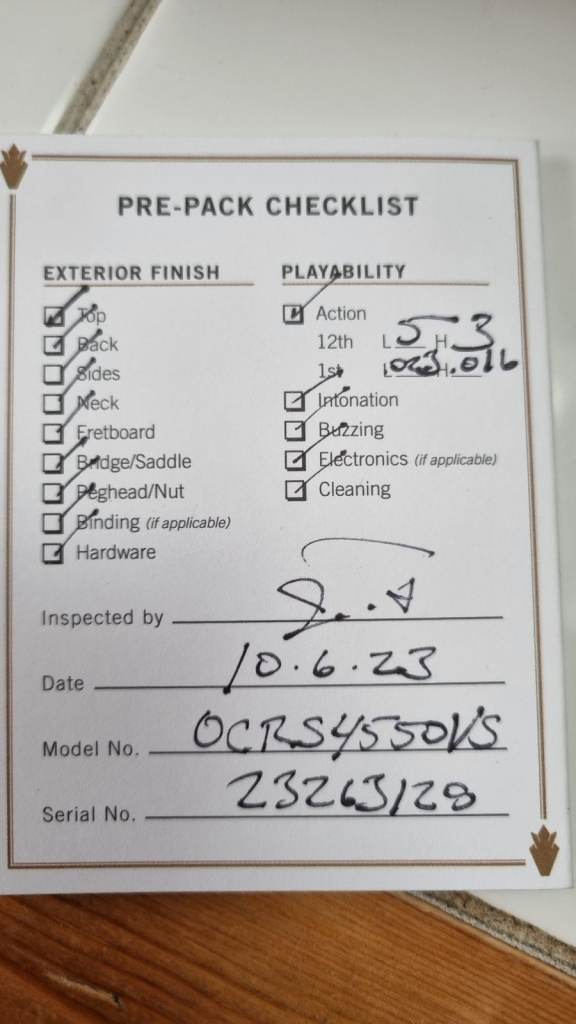 PRE-PACK CHECKLIST
EXTERIOR FINISH
Top
Back
Sides
Neck
Fretboard
Bridge/Saddle
Peghead/Nut
Binding (if applicable)
Hardware
PLAYABILITY
Action
12th L 5 H 3
1st L .023 H .016
Intonation
Buzzing
Electronics (if applicable)
Cleaning
Inspected by
Date 10.6.23
Model No. OCRS4550VS
Serial No. 23263128